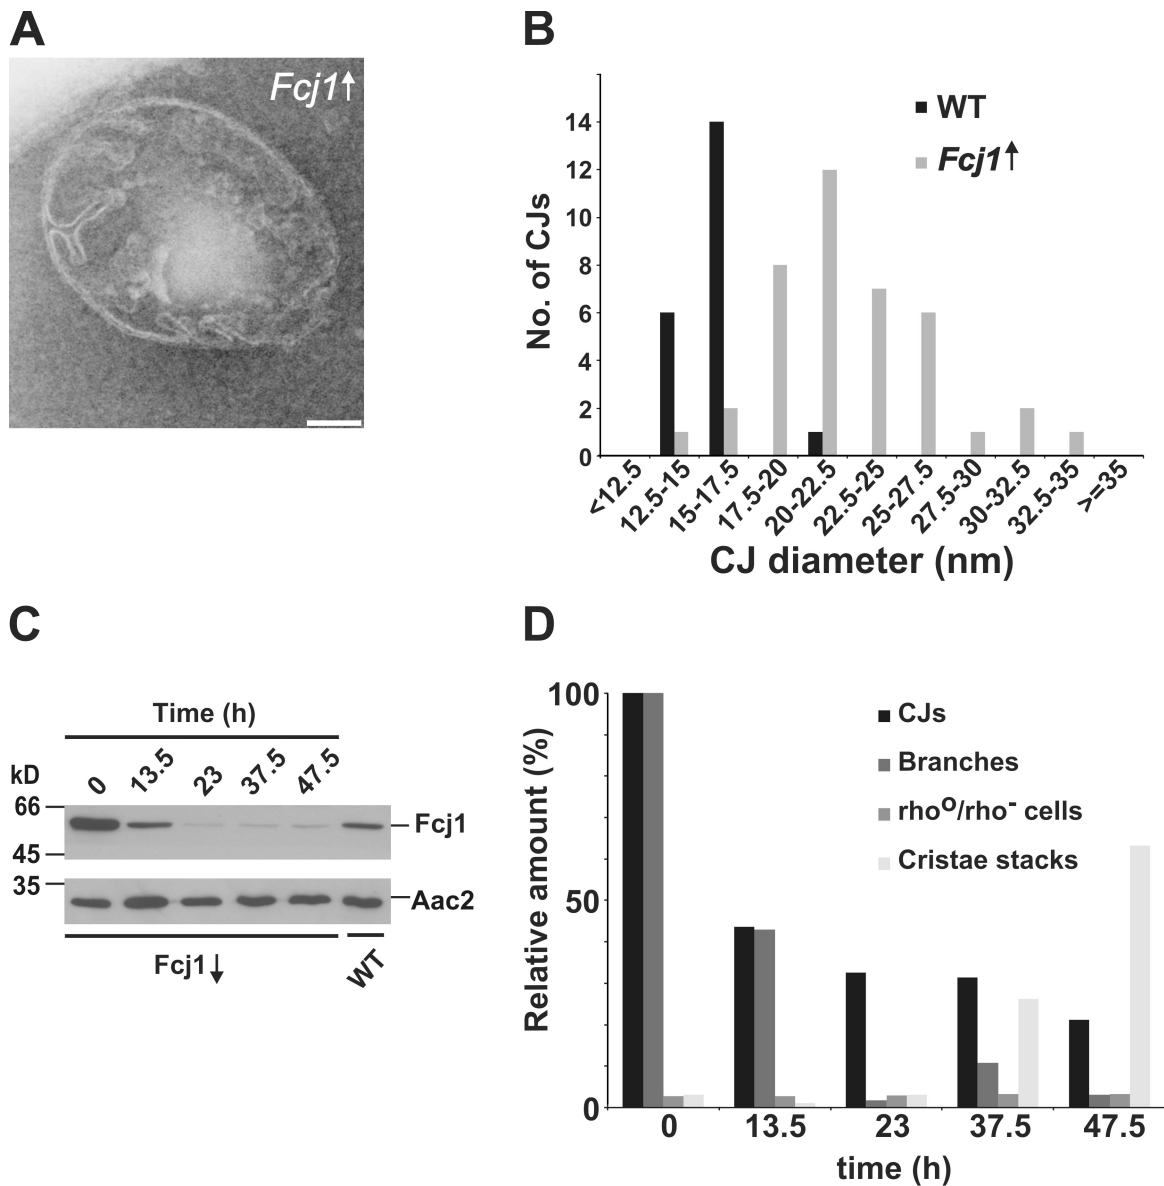 A
Fcj1↑
B
No. of CJs
14
12
10
8
6
4
2
0
WT
Fcj1↑
<12.5
12.5-15
15-17.5
17.5-20
20-22.5
22.5-25
25-27.5
27.5-30
30-32.5
32.5-35
>=35
CJ diameter (nm)
C
Time (h)
kD
0
13.5
23
37.5
47.5
66
45
35
Fcj1
Aac2
Fcj1↓
WT
D
Relative amount (%)
100
50
0
CJs
Branches
rhoᴼ/rho⁻ cells
Cristae stacks
0
13.5
23
37.5
47.5
time (h)